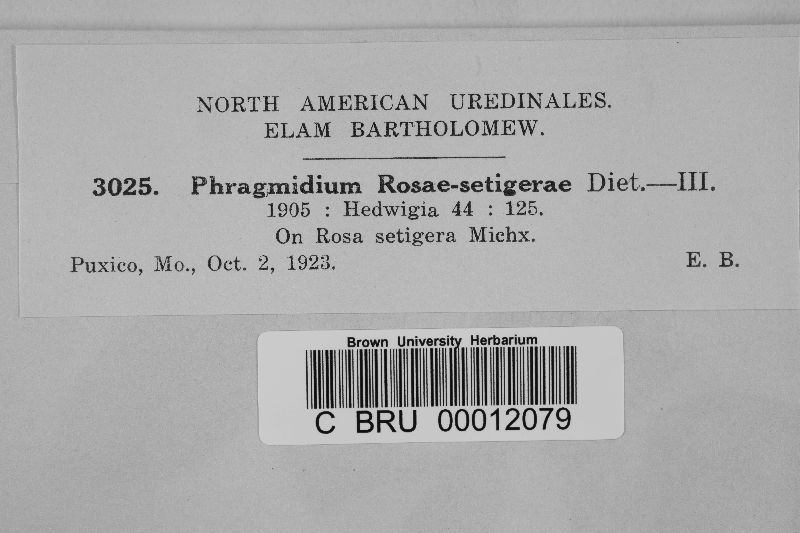 NORTH AMERICAN UREDINALES.
ELAM BARTHOLOMEW.
3025. Phragmidium Rosae-setigerae Diet.—III.
1905 : Hedwigia 44 : 125.
On Rosa setigera Michx.
Puxico, Mo., Oct. 2, 1923. E. B.
Brown University Herbarium
C BRU 00012079